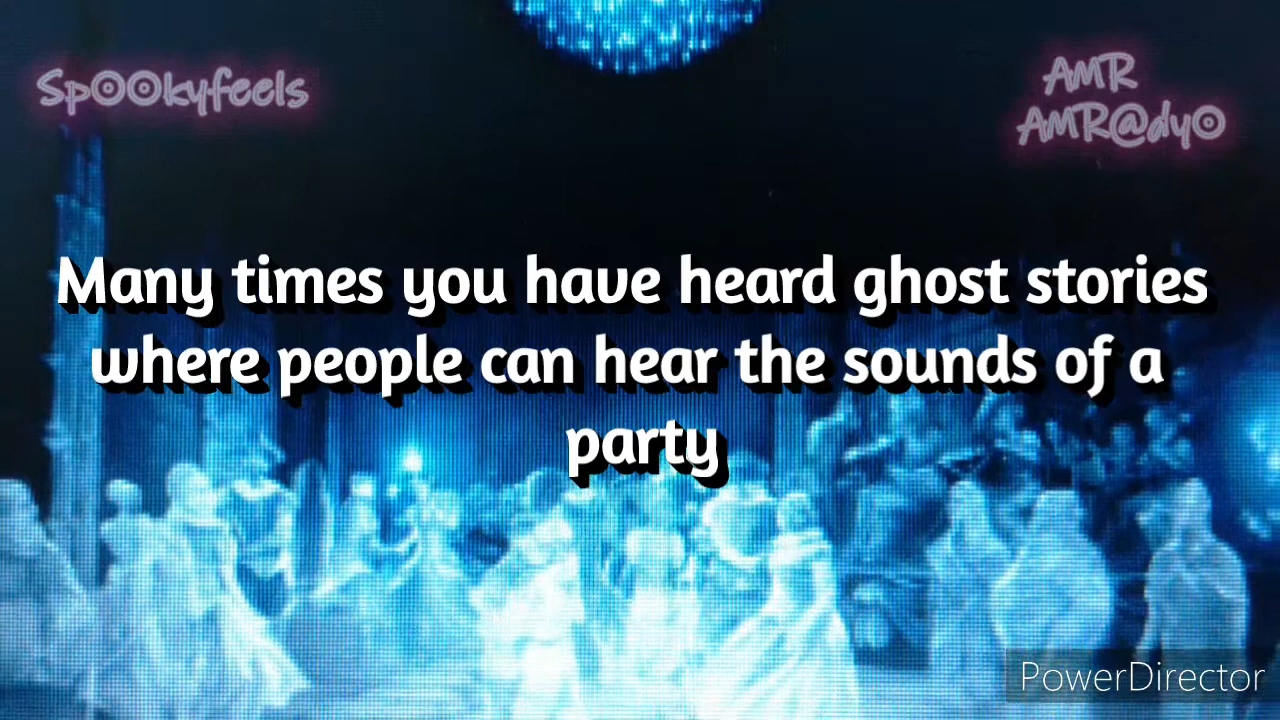 Sp00kyfeels
AMR
AMR@dy0
Many times you have heard ghost stories
where people can hear the sounds of a
party
PowerDirector